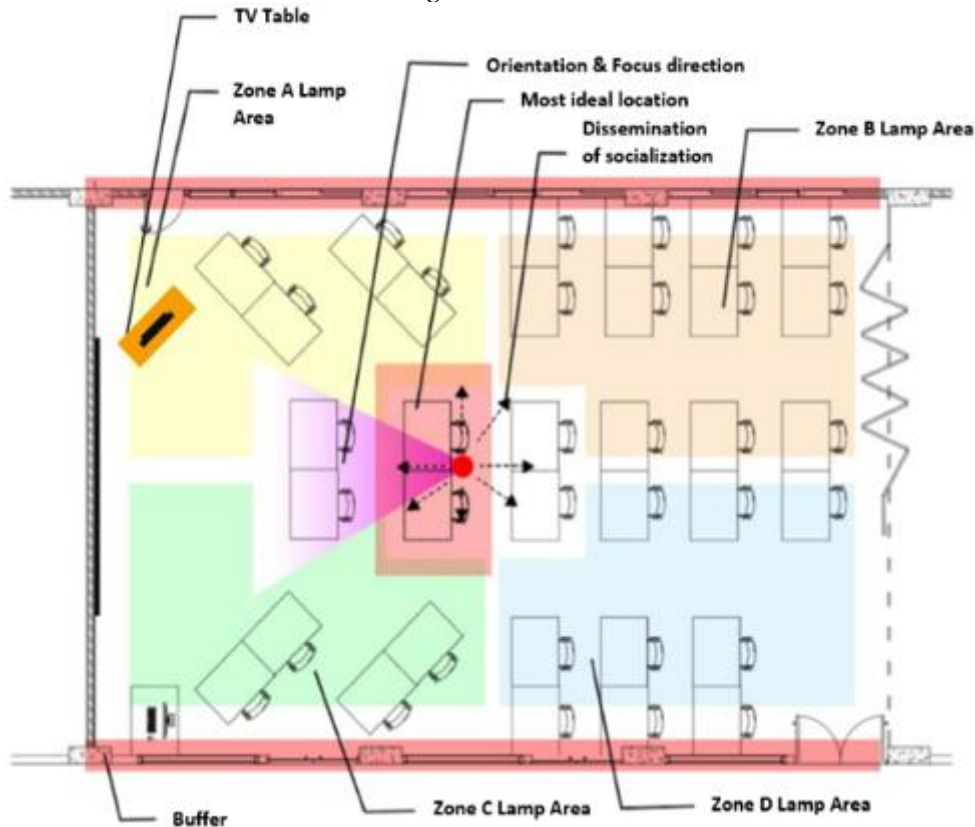 TV Table
Orientation & Focus direction
Zone A Lamp
Area
Most ideal location
Dissemination
of socialization
Zone B Lamp Area
Zone C Lamp Area
Zone D Lamp Area
Buffer